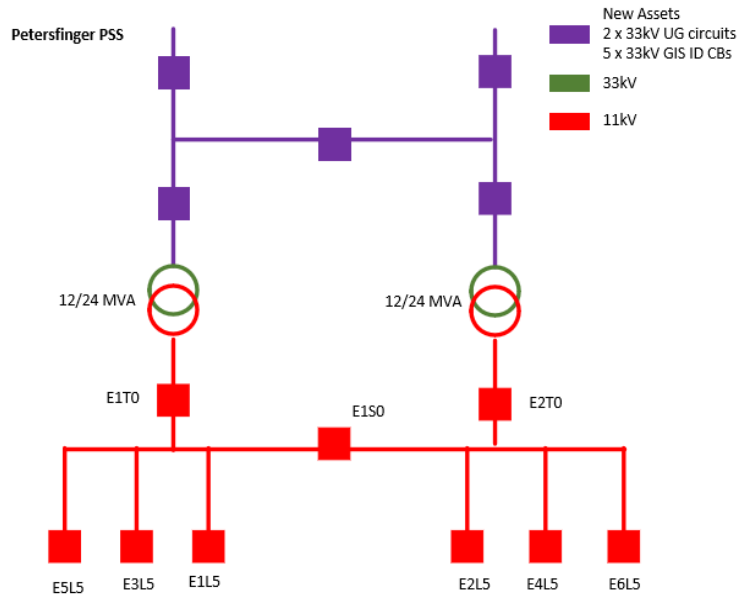 Petersfinger PSS
New Assets
2 x 33kV UG circuits
5 x 33kV GIS ID CBs
33kV
11kV
12/24 MVA
12/24 MVA
E1T0
E1S0
E2T0
E5L5
E3L5
E1L5
E2L5
E4L5
E6L5